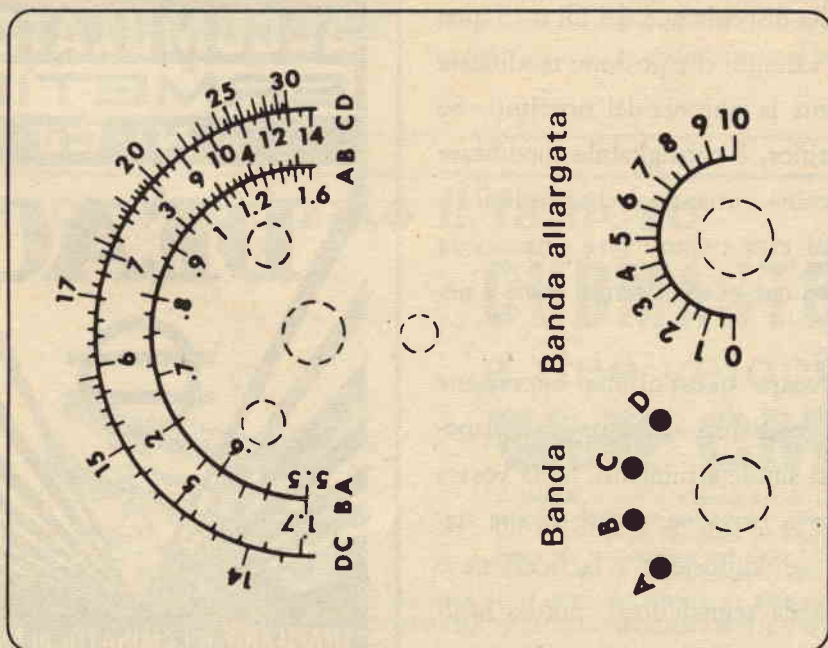 14 15 17 20 25 30
5 6 7 9 10 12 14
1.7 2 3 4
5.5 .6 .7 .8 .9 1 1.2 1.6
DC BA
AB CD
Banda
A B C D
Banda allargata
0 1 2 3 4 5 6 7 8 9 10